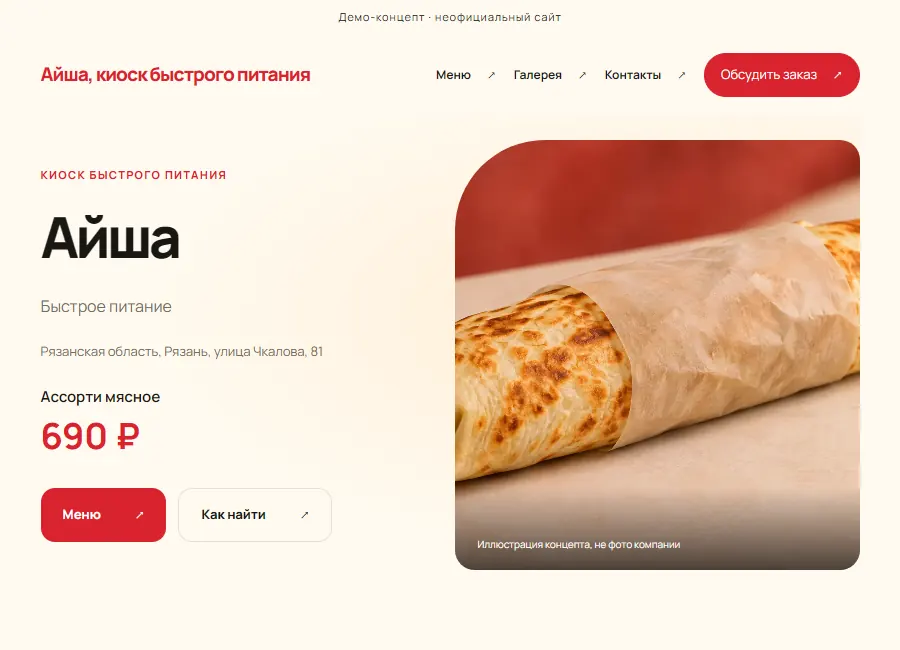 Демо-концепт · неофициальный сайт
Айша, киоск быстрого питания
Меню ↗ Галерея ↗ Контакты ↗ Обсудить заказ ↗
КИОСК БЫСТРОГО ПИТАНИЯ
Айша
Быстрое питание
Рязанская область, Рязань, улица Чкалова, 81
Ассорти мясное
690 ₽
Меню ↗ Как найти ↗
Иллюстрация концепта, не фото компании